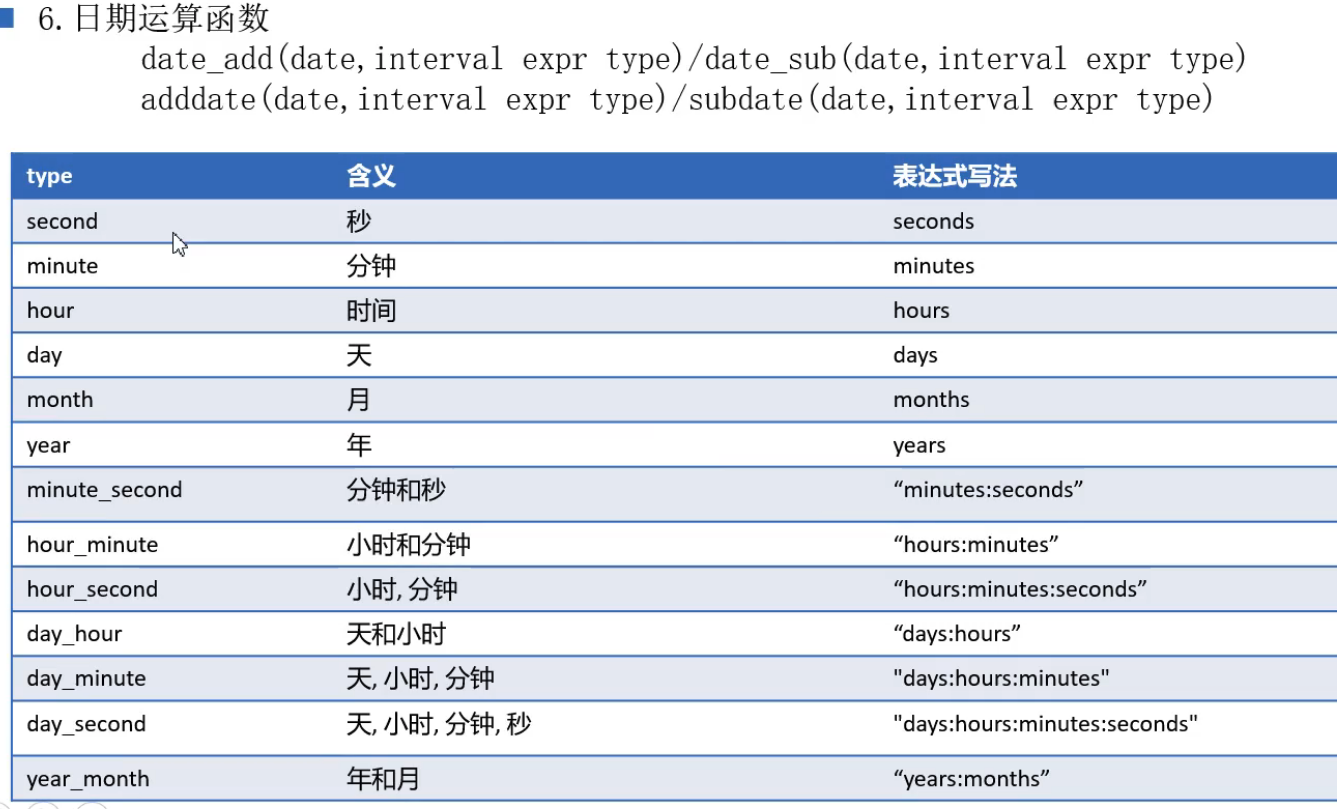 6. 日期运算函数
date_add(date,interval expr type)/date_sub(date,interval expr type)
adddate(date,interval expr type)/subdate(date,interval expr type)
type 含义 表达式写法
second 秒 seconds
minute 分钟 minutes
hour 时间 hours
day 天 days
month 月 months
year 年 years
minute_second 分钟和秒 “minutes:seconds”
hour_minute 小时和分钟 “hours:minutes”
hour_second 小时, 分钟 “hours:minutes:seconds”
day_hour 天和小时 “days:hours”
day_minute 天, 小时, 分钟 "days:hours:minutes"
day_second 天, 小时, 分钟, 秒 "days:hours:minutes:seconds"
year_month 年和月 “years:months”